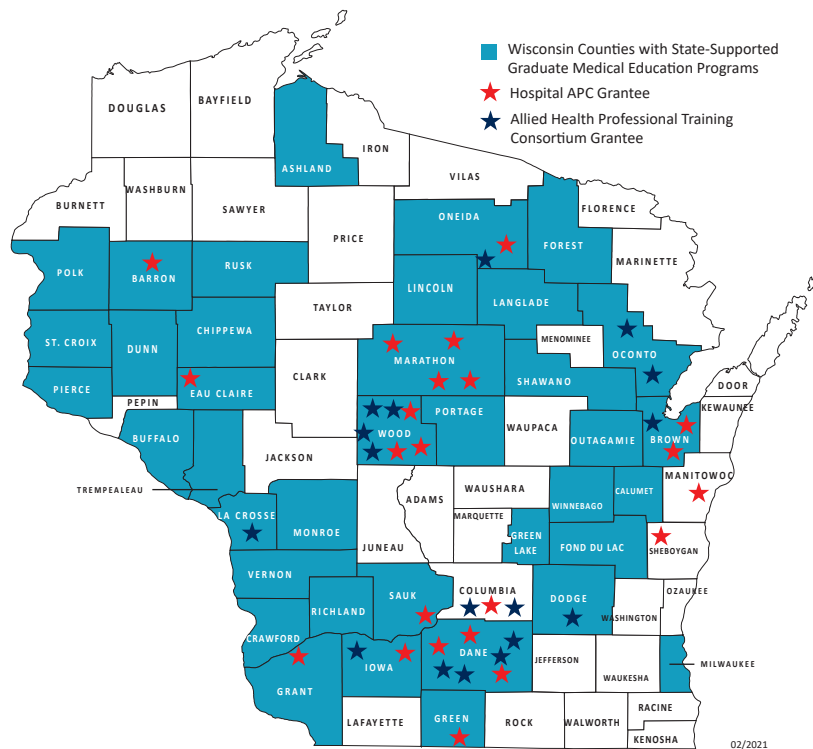 Wisconsin Counties with State-Supported
Graduate Medical Education Programs
Hospital APC Grantee
Allied Health Professional Training
Consortium Grantee
DOUGLAS
BAYFIELD
ASHLAND
IRON
VILAS
BURNETT
WASHBURN
SAWYER
PRICE
ONEIDA
FOREST
FLORENCE
MARINETTE
POLK
BARRON
RUSK
LINCOLN
LANGLADE
TAYLOR
CHIPPEWA
ST. CROIX
DUNN
MENOMINEE
OCONTO
MARATHON
CLARK
SHAWANO
PIERCE
EAU CLAIRE
PEPIN
DOOR
KEWAUNEE
BUFFALO
WOOD
PORTAGE
WAUPACA
OUTAGAMIE
BROWN
JACKSON
TREMPEALEAU
MANITOWOC
ADAMS
WAUSHARA
WINNEBAGO
CALUMET
LA CROSSE
MONROE
MARQUETTE
GREEN
LAKE
JUNEAU
FOND DU LAC
SHEBOYGAN
VERNON
SAUK
COLUMBIA
DODGE
OZAUKEE
RICHLAND
WASHINGTON
CRAWFORD
IOWA
DANE
JEFFERSON
MILWAUKEE
WAUKESHA
GRANT
LAFAYETTE
GREEN
ROCK
WALWORTH
RACINE
KENOSHA
02/2021